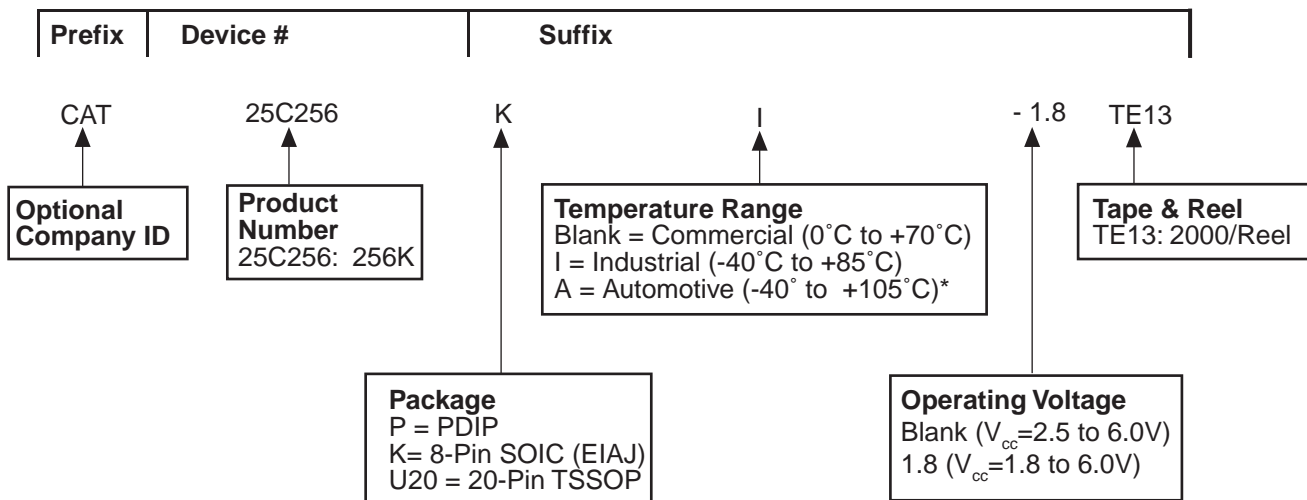 Prefix Device # Suffix
CAT 25C256 K I - 1.8 TE13
Optional
Company ID
Product
Number
25C256: 256K
Temperature Range
Blank = Commercial (0˚C to +70˚C)
I = Industrial (-40˚C to +85˚C)
A = Automotive (-40˚ to +105˚C)*
Tape & Reel
TE13: 2000/Reel
Package
P = PDIP
K= 8-Pin SOIC (EIAJ)
U20 = 20-Pin TSSOP
Operating Voltage
Blank (Vcc=2.5 to 6.0V)
1.8 (Vcc=1.8 to 6.0V)